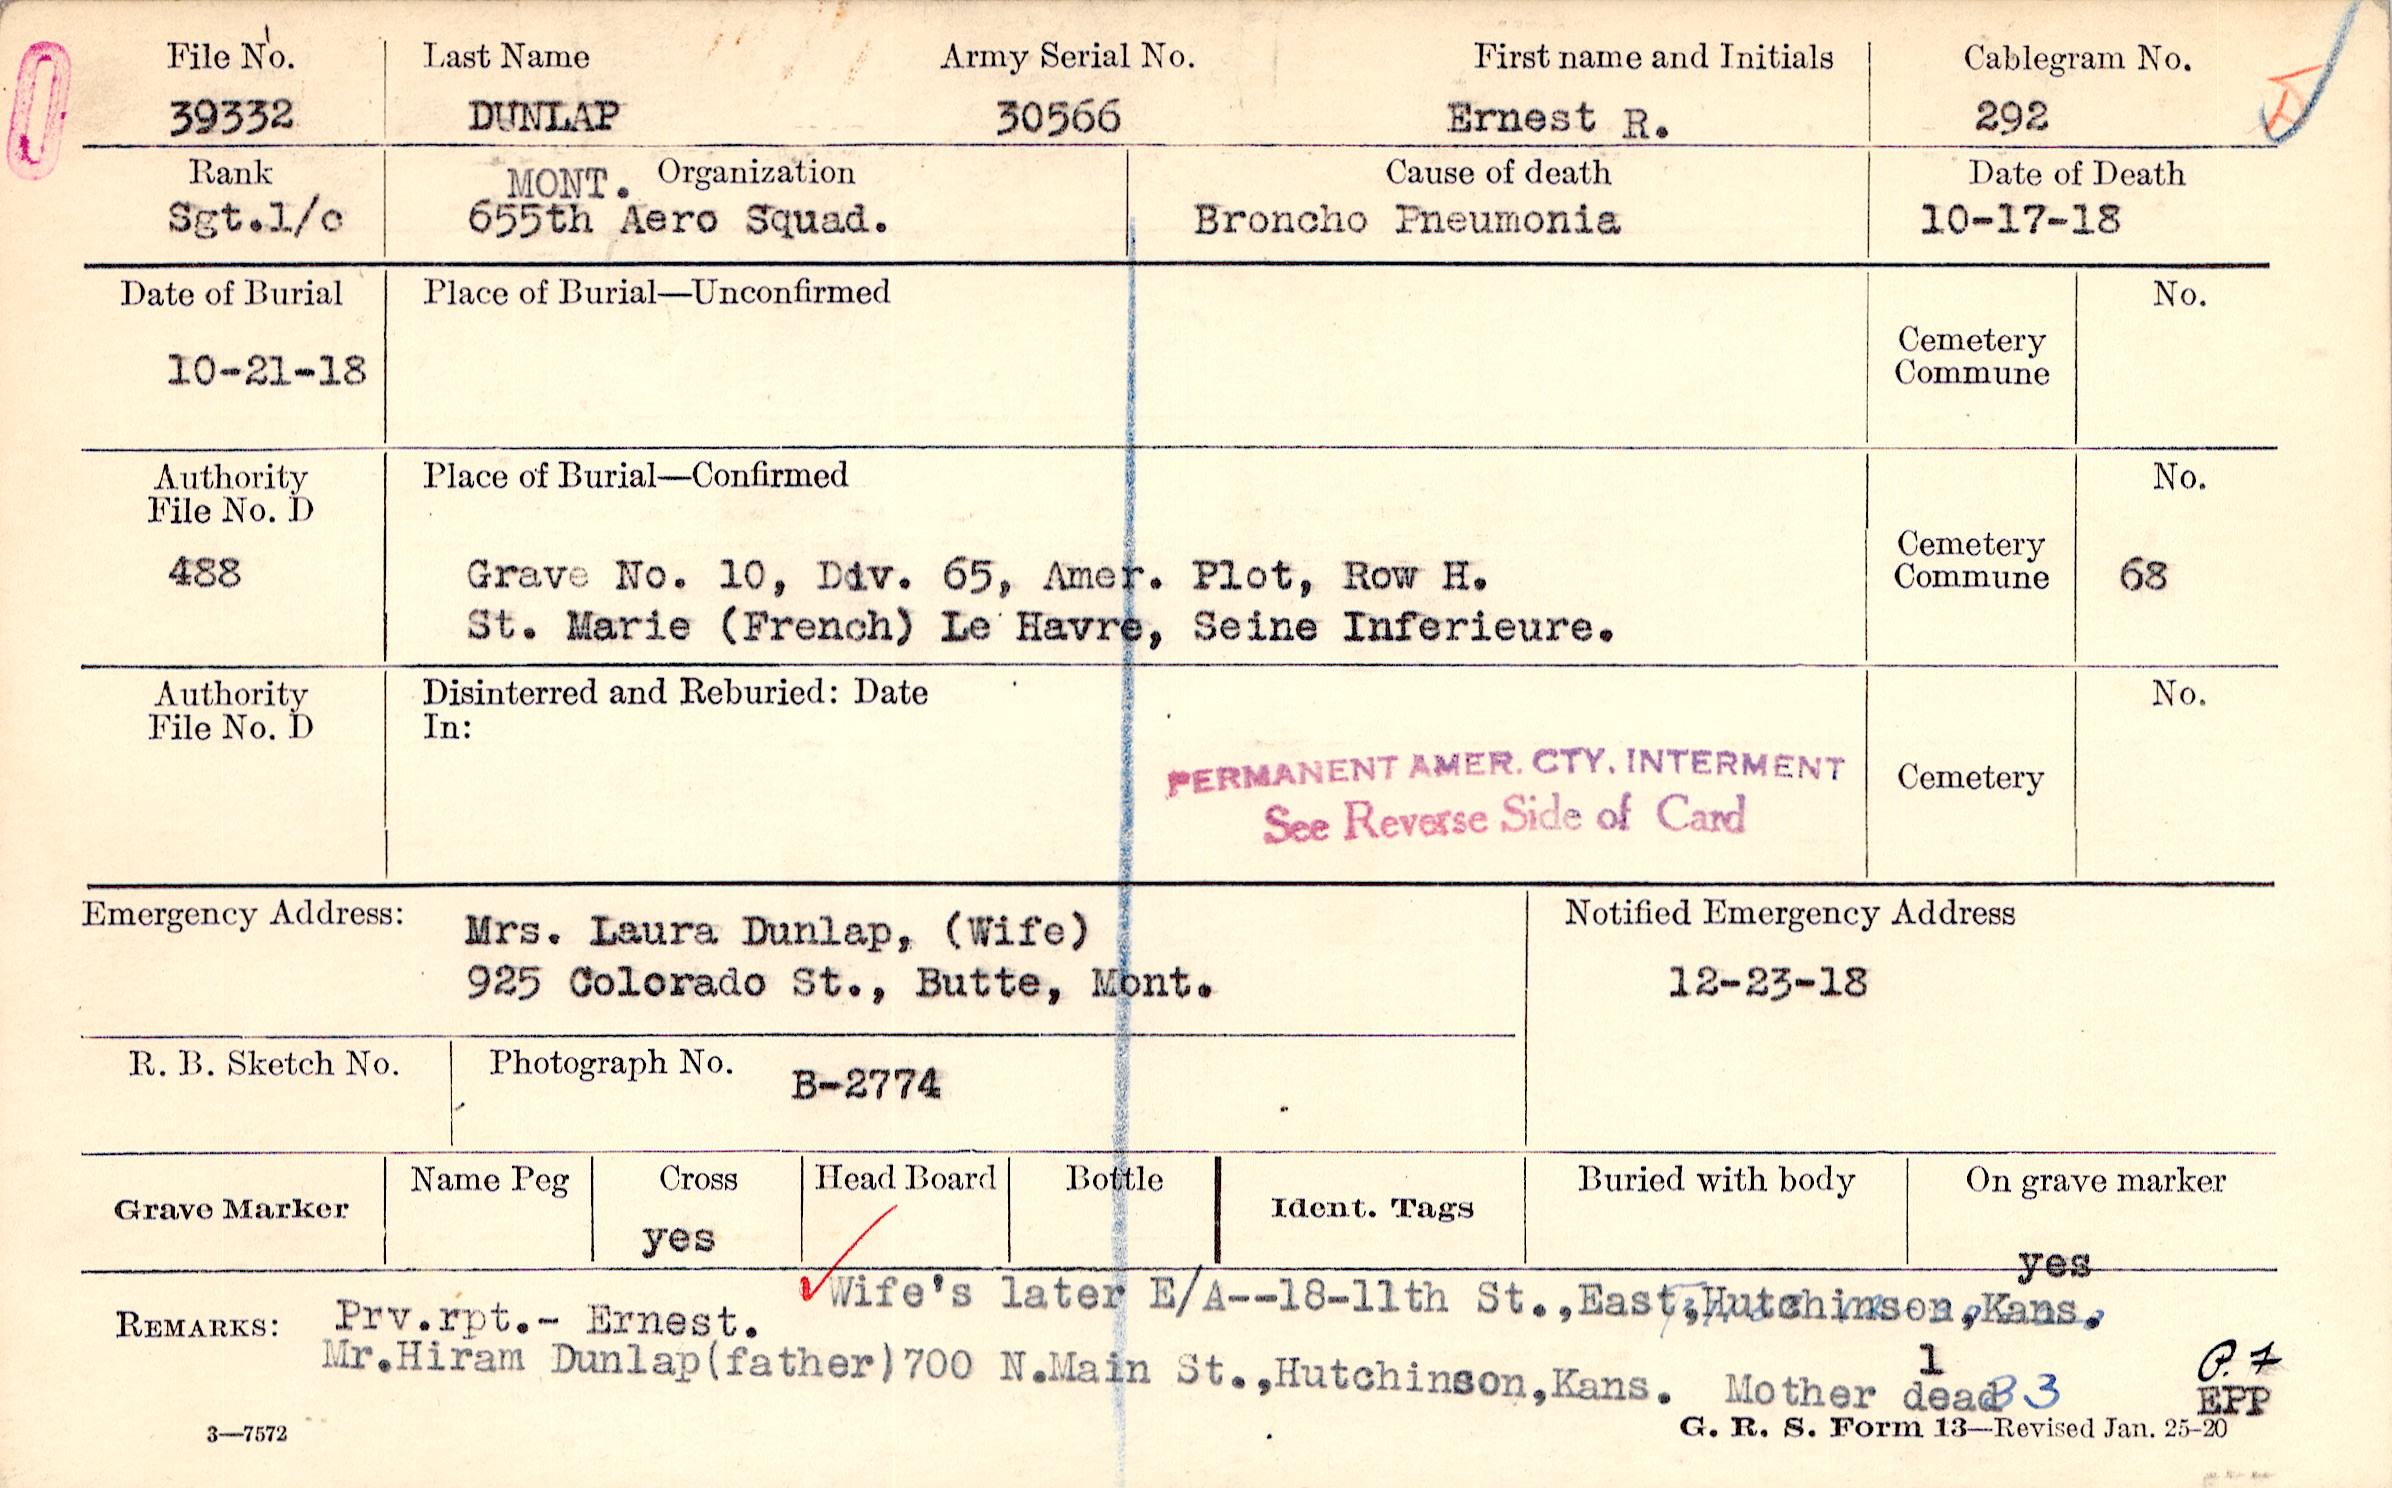 File No. Last Name Army Serial No. First name and Initials Cablegram No.
39332 DUNLAP 30566 Ernest R. 292
Rank MONT. Organization Cause of death Date of Death
Sgt.1/c 655th Aero Squad. Broncho Pneumonia 10-17-18
Date of Burial Place of Burial—Unconfirmed No.
Cemetery
10-21-18 Commune
Authority Place of Burial—Confirmed No.
File No. D
Cemetery
488 Grave No. 10, Div. 65, Amer. Plot, Row H. Commune 68
St. Marie (French) Le Havre, Seine Inferieure.
Authority Disinterred and Reburied: Date No.
File No. D In:
PERMANENT AMER. CTY. INTERMENT Cemetery
See Reverse Side of Card
Emergency Address: Mrs. Laura Dunlap, (Wife) Notified Emergency Address
925 Colorado St., Butte, Mont. 12-23-18
R. B. Sketch No. Photograph No. B-2774
Name Peg Cross Head Board Bottle Buried with body On grave marker
Grave Marker Ident. Tags
yes yes
Wife's later E/A--18-11th St.,East,Hutchinson,Kans.
REMARKS: Prv.rpt.- Ernest.
Mr.Hiram Dunlap(father)700 N.Main St.,Hutchinson,Kans. Mother dead
1
33
EPP
3—7572 G. R. S. Form 13—Revised Jan. 25-20